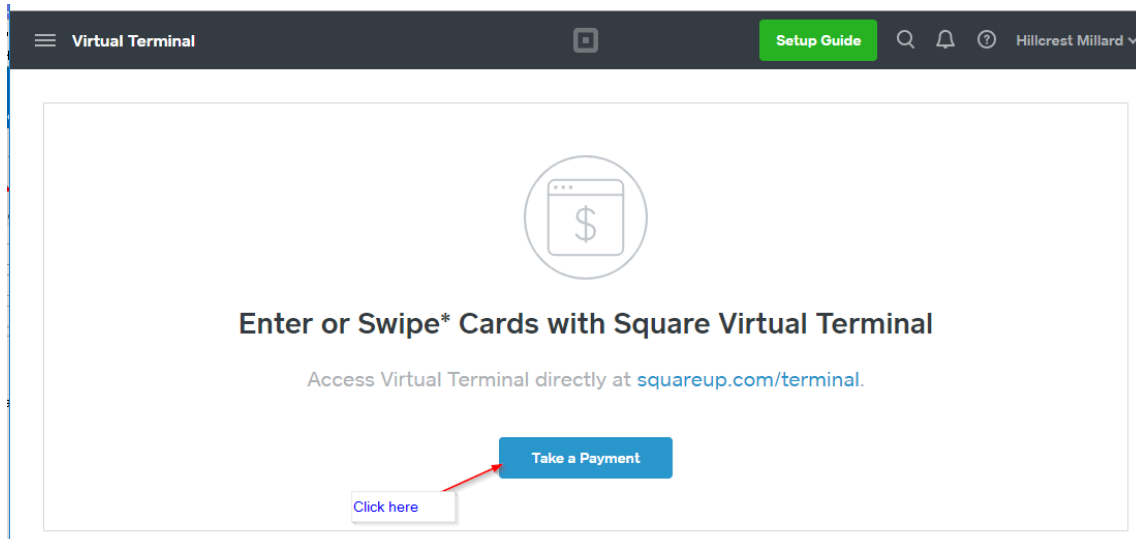 Virtual Terminal
Setup Guide
Hillcrest Millard
$
Enter or Swipe* Cards with Square Virtual Terminal
Access Virtual Terminal directly at squareup.com/terminal.
Take a Payment
Click here